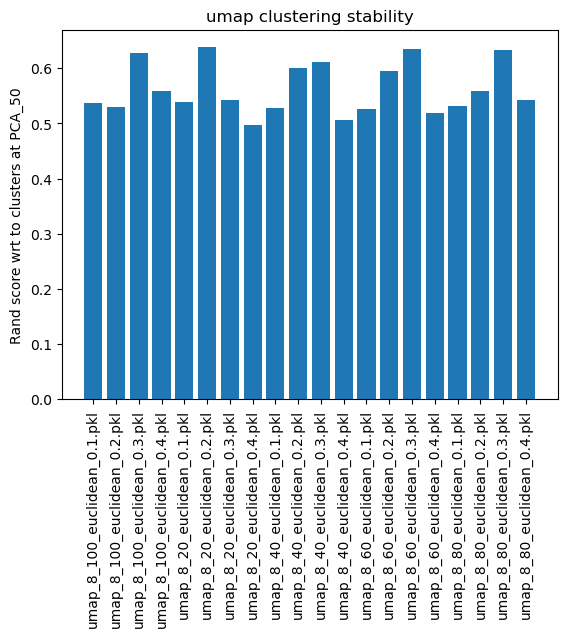 umap clustering stability
Rand score wrt to clusters at PCA_50
0.6
0.5
0.4
0.3
0.2
0.1
0.0
umap_8_100_euclidean_0.1.pkl
umap_8_100_euclidean_0.2.pkl
umap_8_100_euclidean_0.3.pkl
umap_8_100_euclidean_0.4.pkl
umap_8_20_euclidean_0.1.pkl
umap_8_20_euclidean_0.2.pkl
umap_8_20_euclidean_0.3.pkl
umap_8_20_euclidean_0.4.pkl
umap_8_40_euclidean_0.1.pkl
umap_8_40_euclidean_0.2.pkl
umap_8_40_euclidean_0.3.pkl
umap_8_40_euclidean_0.4.pkl
umap_8_60_euclidean_0.1.pkl
umap_8_60_euclidean_0.2.pkl
umap_8_60_euclidean_0.3.pkl
umap_8_60_euclidean_0.4.pkl
umap_8_80_euclidean_0.1.pkl
umap_8_80_euclidean_0.2.pkl
umap_8_80_euclidean_0.3.pkl
umap_8_80_euclidean_0.4.pkl